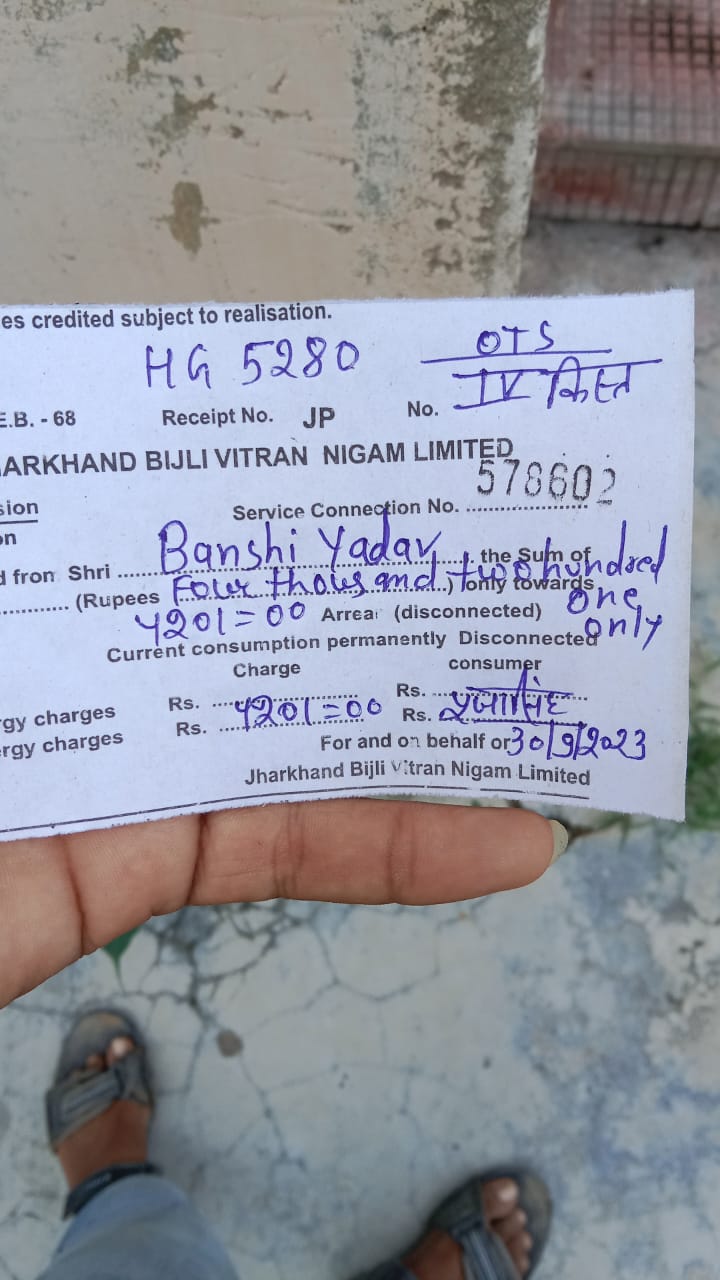 es credited subject to realisation.
HG 5280
OTS
IV किस्त
E.B. - 68 Receipt No. JP No.
ARKHAND BIJLI VITRAN NIGAM LIMITED
578602
sion
Service Connection No. ....................
on
d fron Shri ..... Banshi Yadav ..... the Sum of
............ (Rupees Four thousand two hundred ) only towards one only
4201=00 Arrear (disconnected)
Current consumption permanently Disconnected
Charge consumer
rgy charges Rs. .... 4201=00 Rs. ....
ergy charges Rs. .... Rs.
For and on behalf or 30/9/2023
Jharkhand Bijli Vitran Nigam Limited